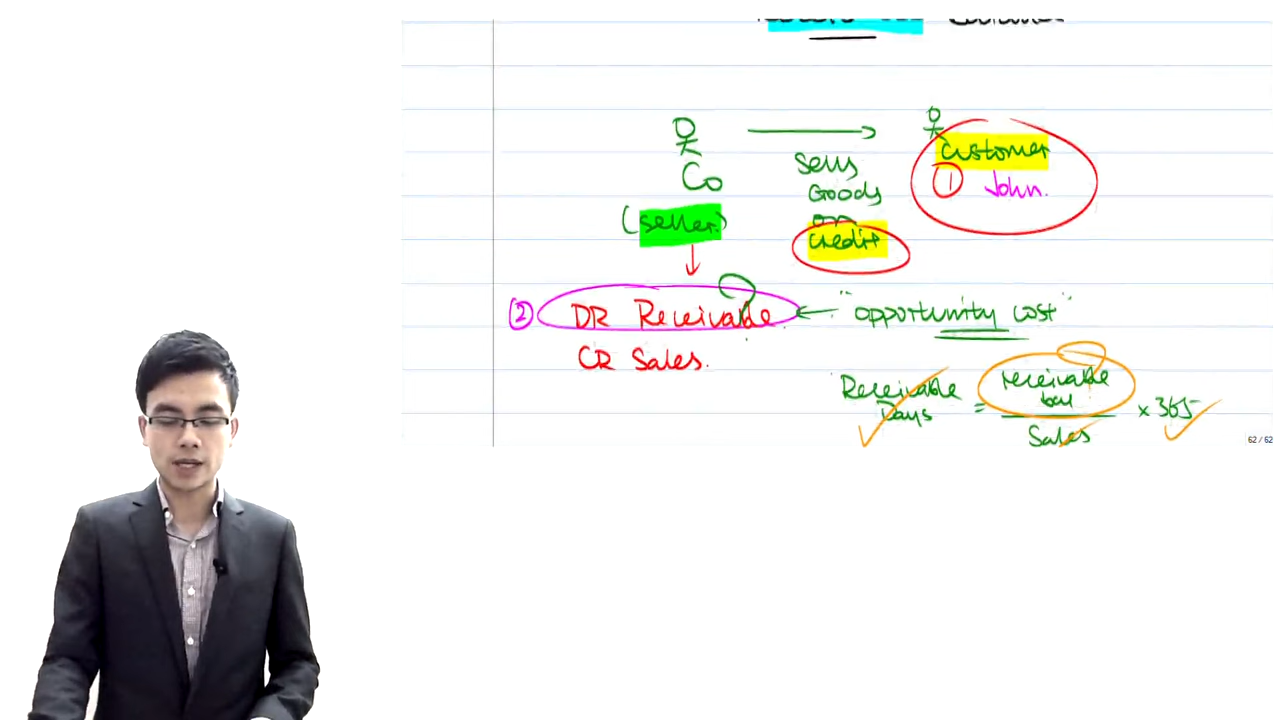 Co
(seller)
sells
Goods
on
credit
customer
① John.
② DR Receivable
CR Sales.
"opportunity cost"
Receivable
Days
=
receivable
bal
Sales
× 365
62 / 62